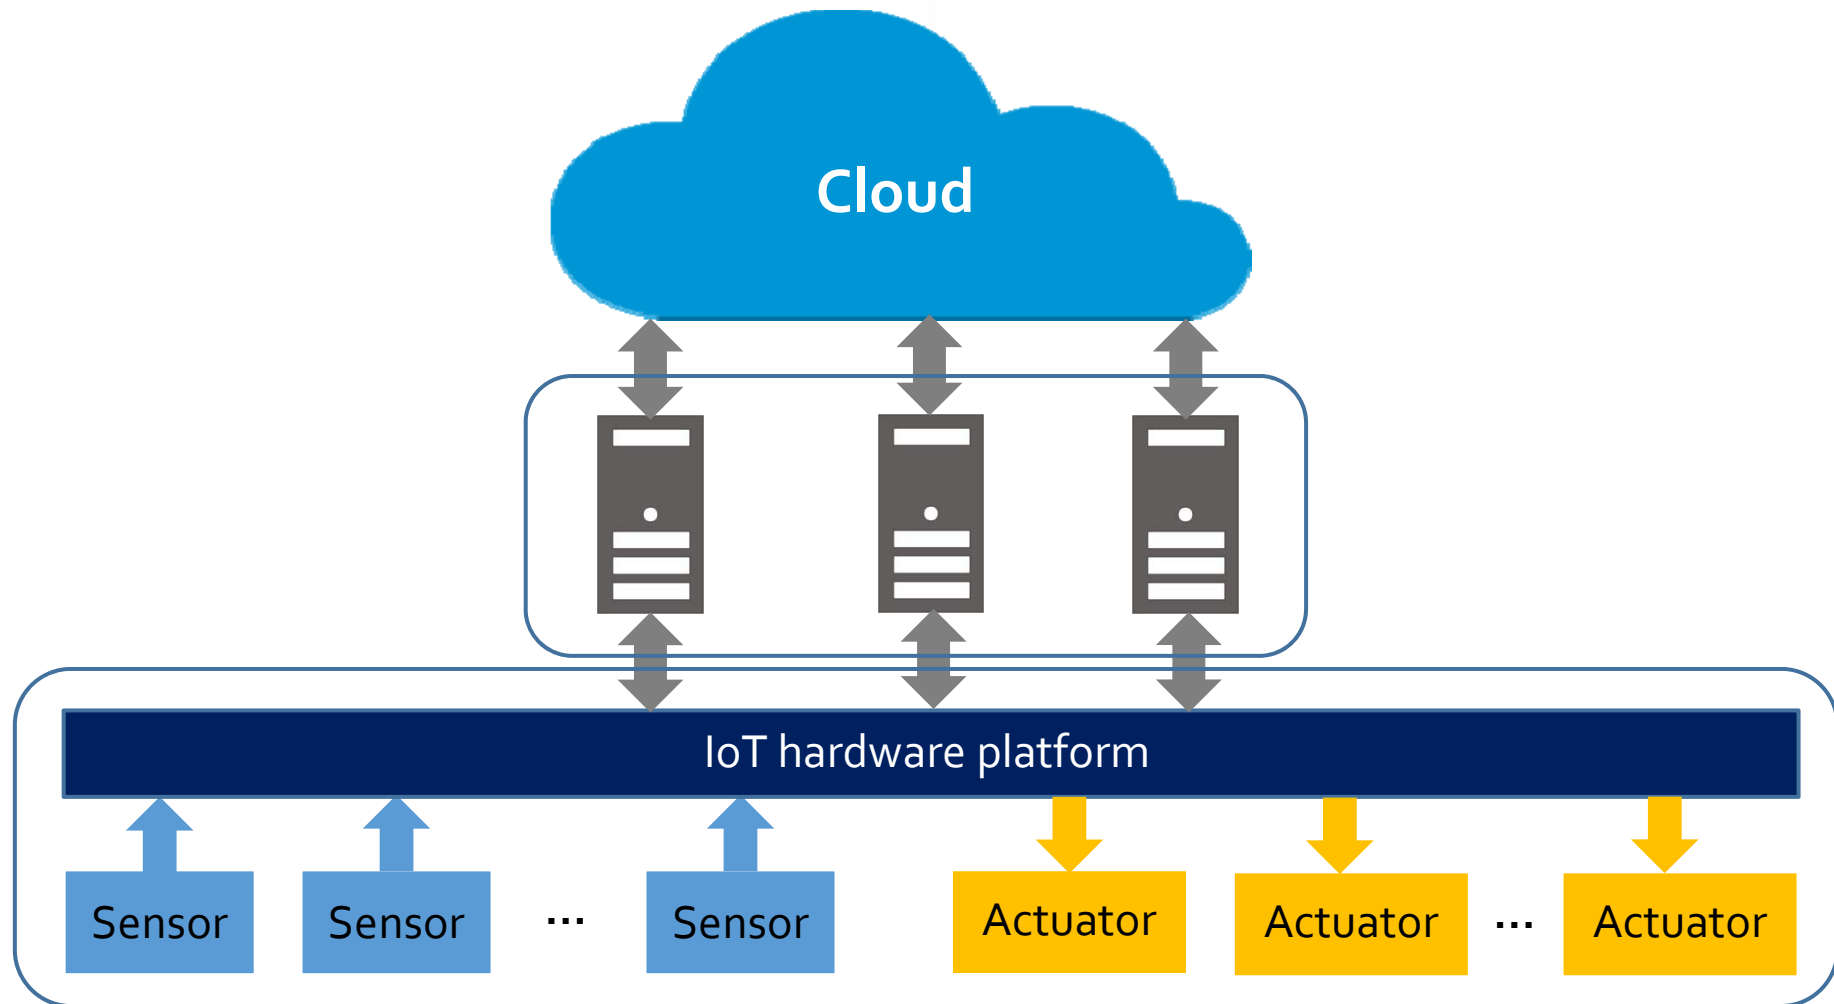 Cloud
IoT hardware platform
Sensor Sensor ... Sensor Actuator Actuator ... Actuator